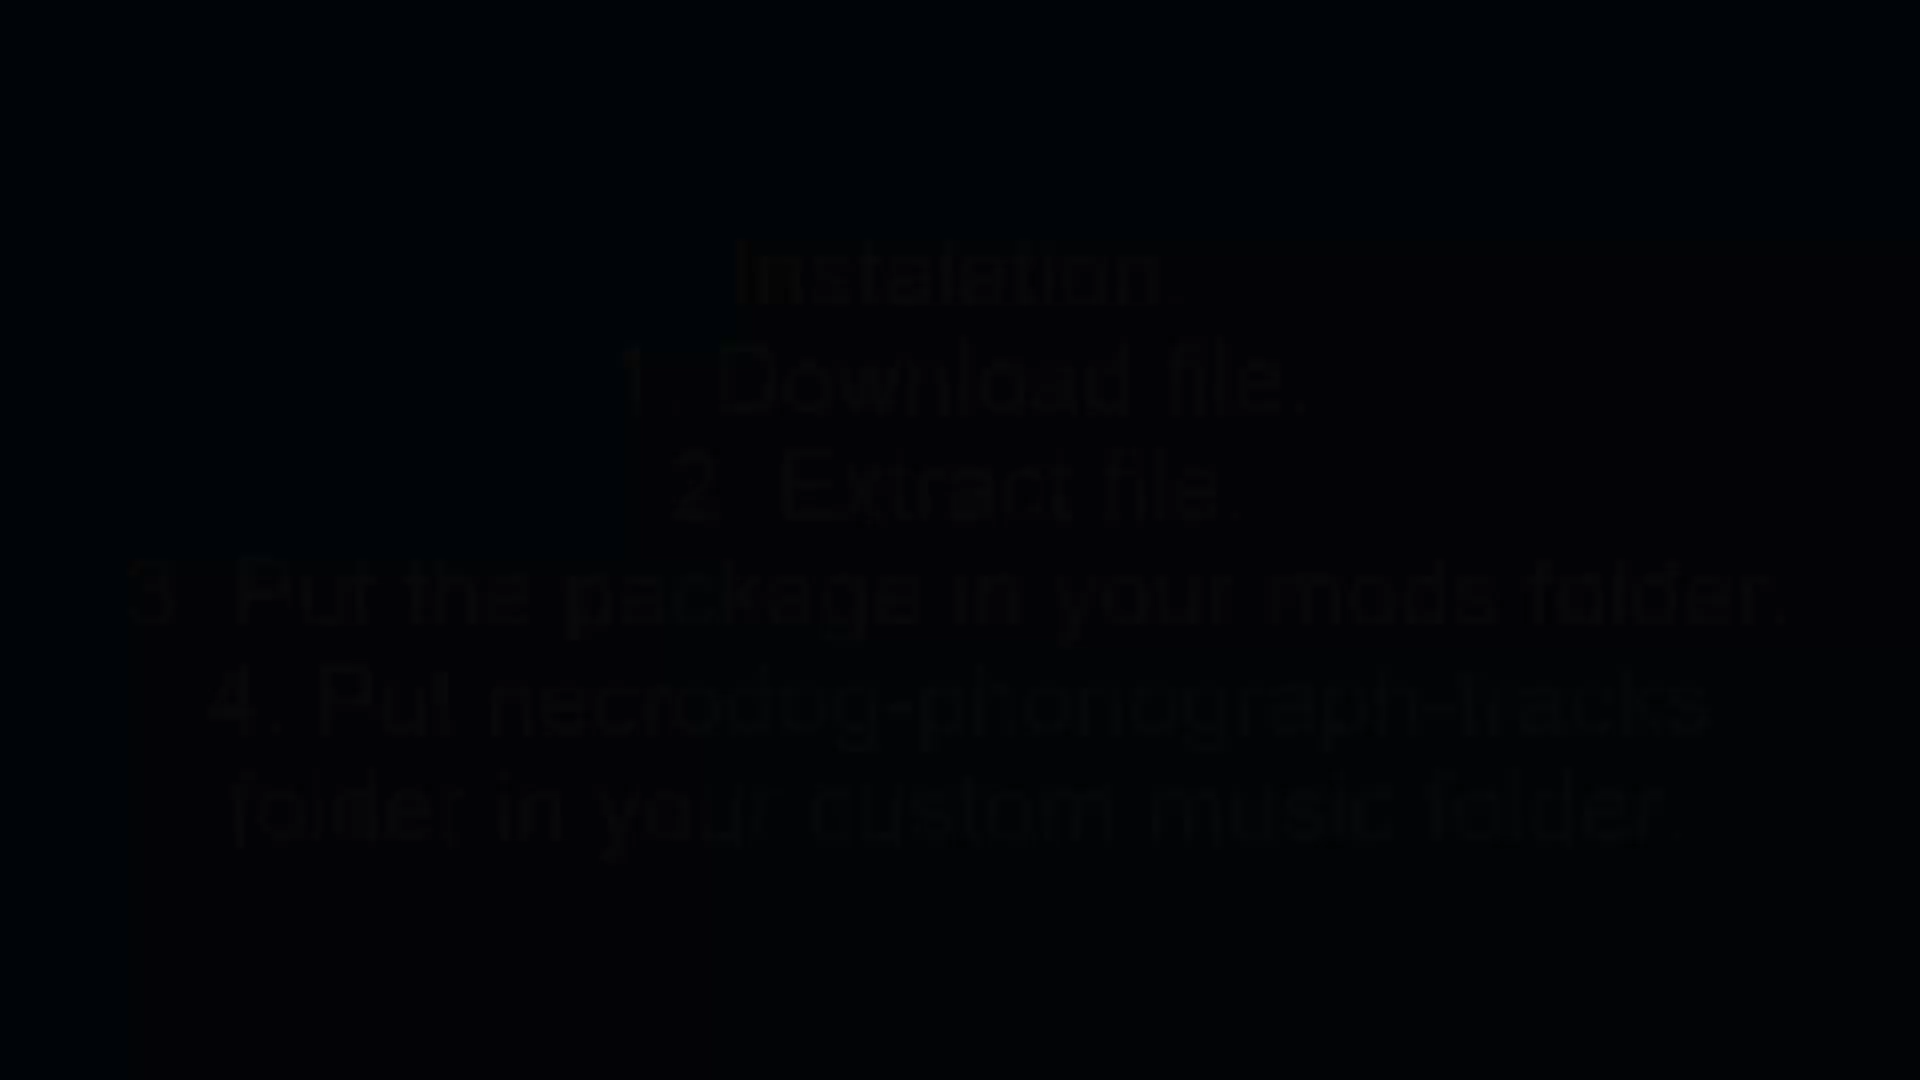 Instalation.
1. Download file.
2. Extract file.
3. Put the package in your mods folder.
4. Put necrodog-phonograph-tracks
folder in your custom music folder.